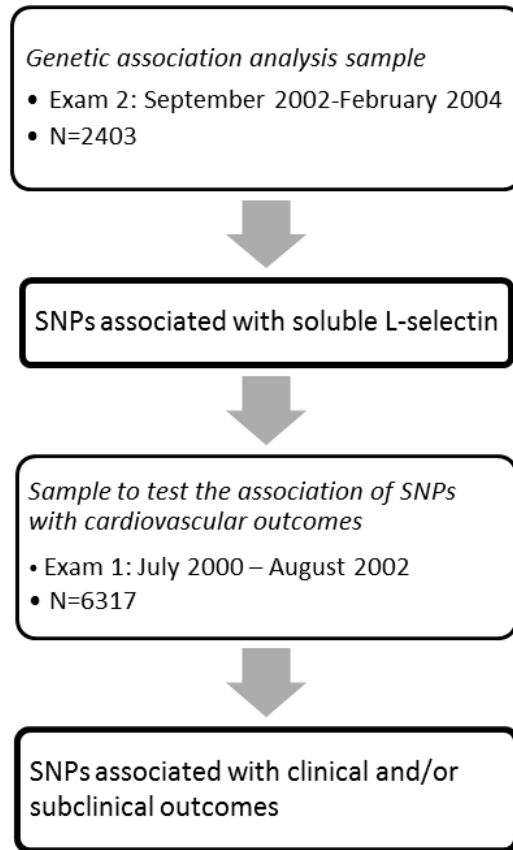 Genetic association analysis sample
• Exam 2: September 2002-February 2004
• N=2403
SNPs associated with soluble L-selectin
Sample to test the association of SNPs
with cardiovascular outcomes
• Exam 1: July 2000 – August 2002
• N=6317
SNPs associated with clinical and/or
subclinical outcomes